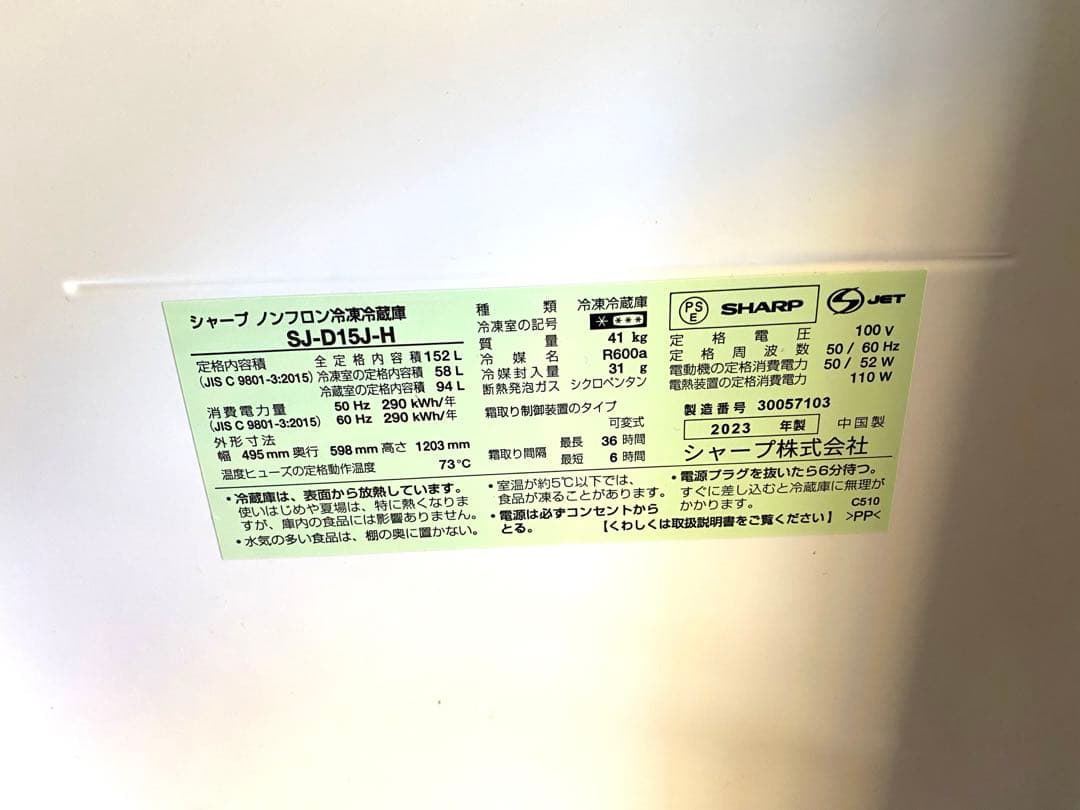 シャープ ノンフロン冷凍冷蔵庫
SJ-D15J-H
定格内容積
(JIS C 9801-3:2015)
全定格内容積 152 L
冷凍室の定格内容積 58 L
冷蔵室の定格内容積 94 L
消費電力量
(JIS C 9801-3:2015)
50 Hz 290 kWh/年
60 Hz 290 kWh/年
外形寸法
幅 495 mm 奥行 598 mm 高さ 1203 mm
温度ヒューズの定格動作温度 73℃
種類 冷凍冷蔵庫
冷凍室の記号 * ***
質量 41 kg
冷媒名 R600a
冷媒封入量 31 g
断熱発泡ガス シクロペンタン
霜取り制御装置のタイプ
可変式
霜取り間隔
最長 36 時間
最短 6 時間
PS E SHARP
S JET
定格電圧 100 V
定格周波数 50 / 60 Hz
電動機の定格消費電力 50 / 52 W
電熱装置の定格消費電力 110 W
製造番号 30057103
2023 年製 中国製
シャープ株式会社
・冷蔵庫は、表面から放熱しています。
使いはじめや夏場は、特に熱くなりま
すが、庫内の食品には影響ありません。
・水気の多い食品は、棚の奥に置かない。
・室温が約5℃以下では、
食品が凍ることがあります。
・電源は必ずコンセントから
とる。
・電源プラグを抜いたら6分待つ。
すぐに差し込むと冷蔵庫に無理が
かかります。
C510
【くわしくは取扱説明書をご覧ください】 >PP<